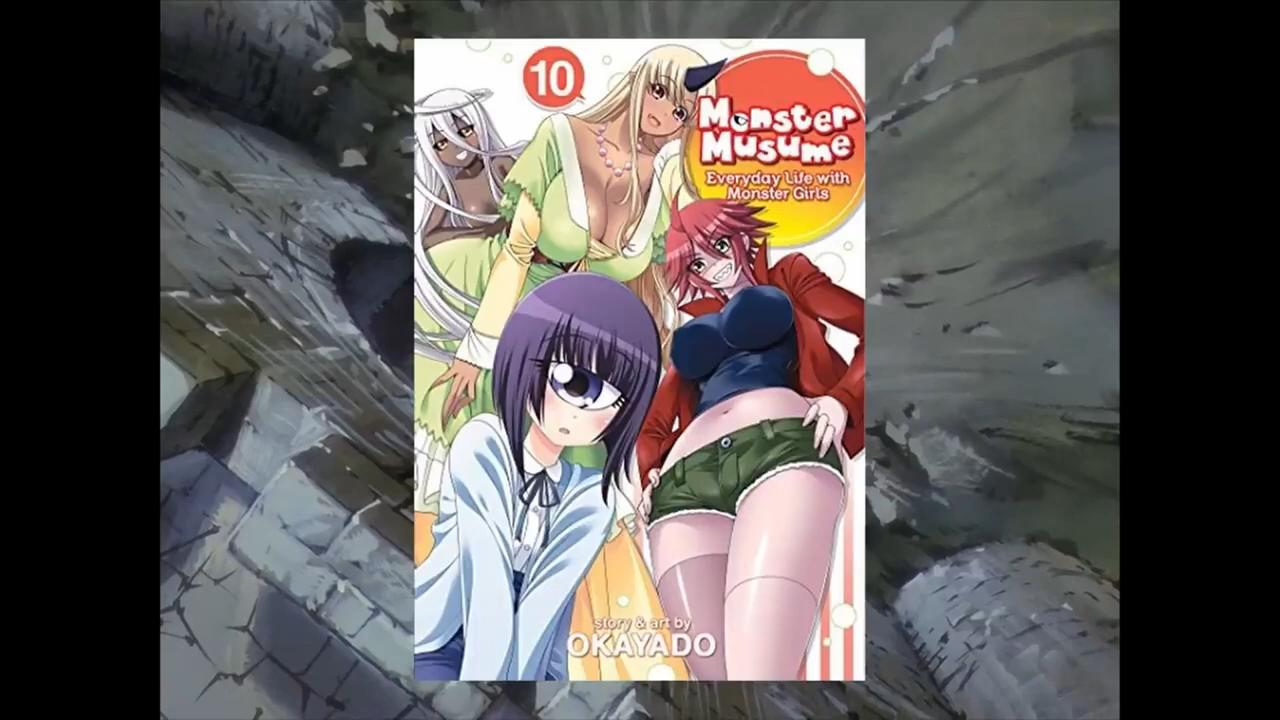 10
Monster
Musume
Everyday Life with
Monster Girls
story & art by
OKAYADO